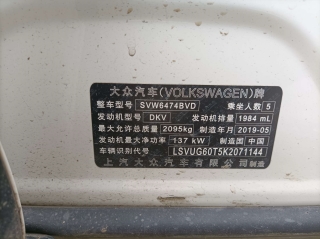 大众汽车(VOLKSWAGEN)牌
整车型号 SVW6474BVD 乘坐人数 5
发动机型号 DKV 发动机排量 1984 mL
最大允许总质量 2095kg 制造年月 2019-05
发动机最大净功率 137 kW 制造国 中国
车辆识别代号 LSVUG60T5K2071144
上汽大众汽车有限公司制造